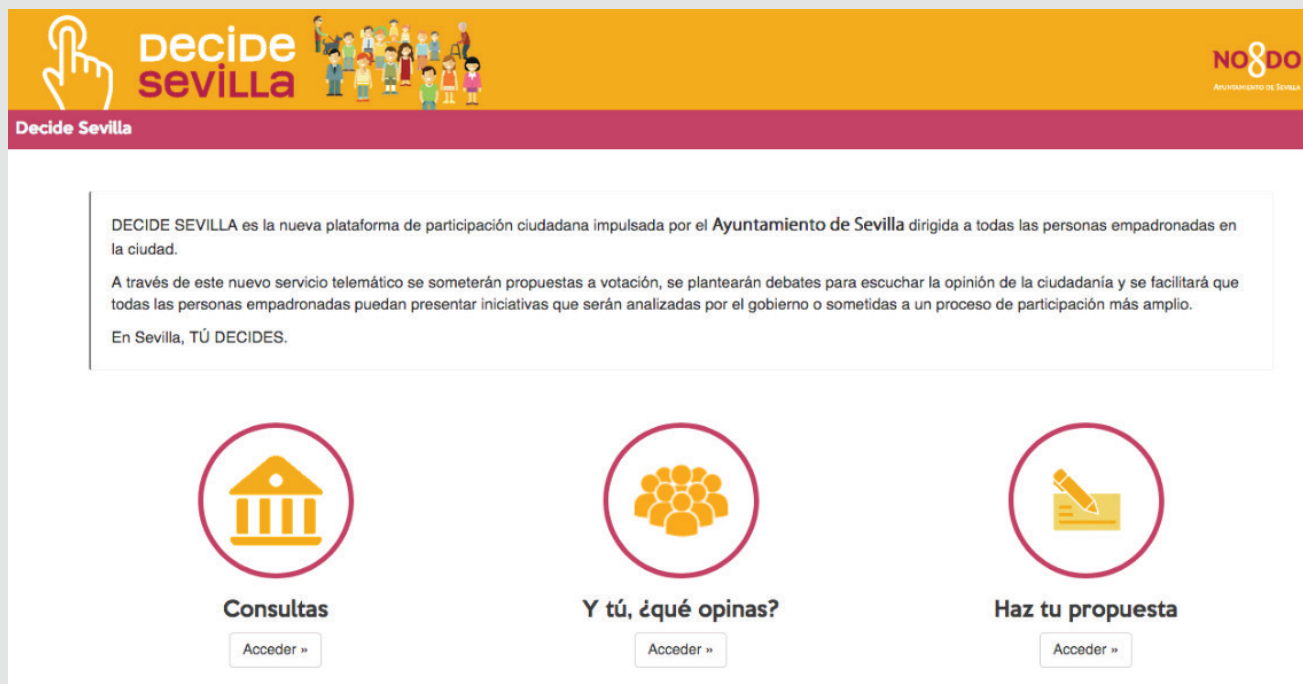 Decide
sevilla
NO8DO
AYUNTAMIENTO DE SEVILLA
Decide Sevilla
DECIDE SEVILLA es la nueva plataforma de participación ciudadana impulsada por el Ayuntamiento de Sevilla dirigida a todas las personas empadronadas en
la ciudad.
A través de este nuevo servicio telemático se someterán propuestas a votación, se plantearán debates para escuchar la opinión de la ciudadanía y se facilitará que
todas las personas empadronadas puedan presentar iniciativas que serán analizadas por el gobierno o sometidas a un proceso de participación más amplio.
En Sevilla, TÚ DECIDES.
Consultas
Y tú, ¿qué opinas?
Haz tu propuesta
Acceder »
Acceder »
Acceder »